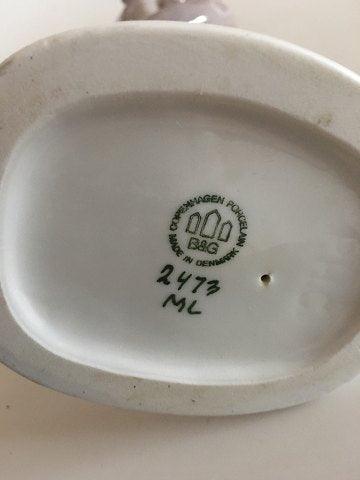 COPENHAGEN PORCELAIN
B&G
MADE IN DENMARK
2473
ML